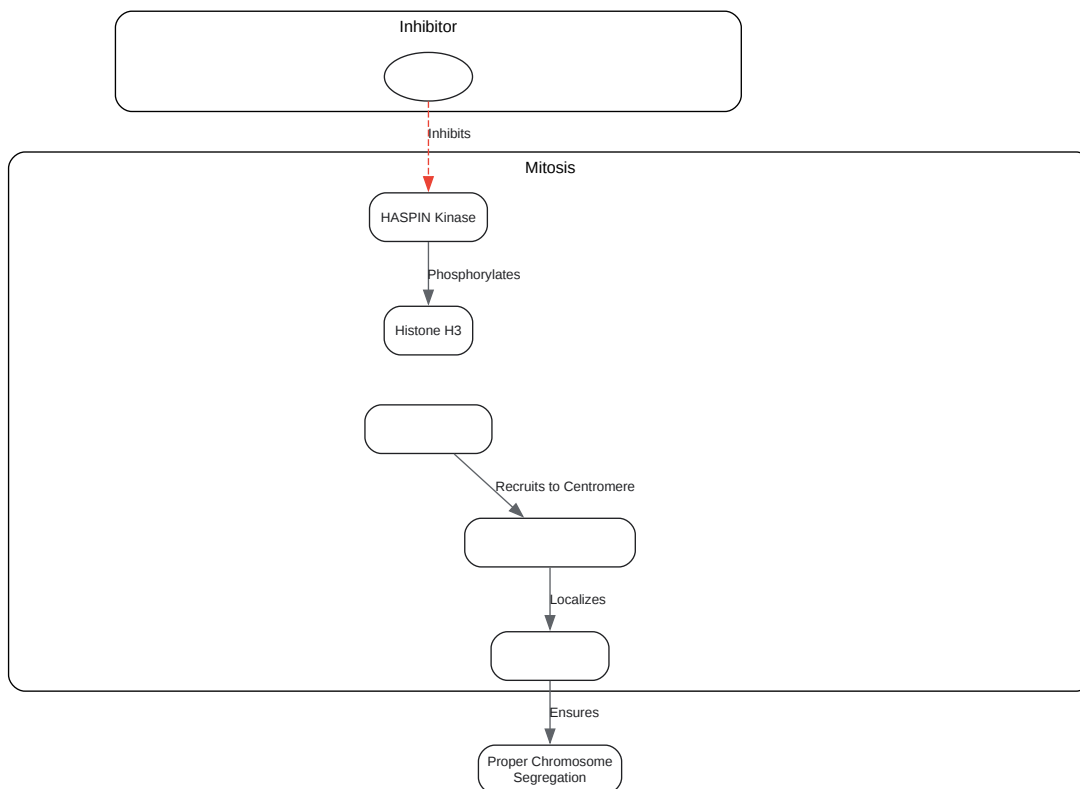 Inhibitor
Inhibits
Mitosis
HASPIN Kinase
Phosphorylates
Histone H3
Recruits to Centromere
Localizes
Ensures
Proper Chromosome
Segregation